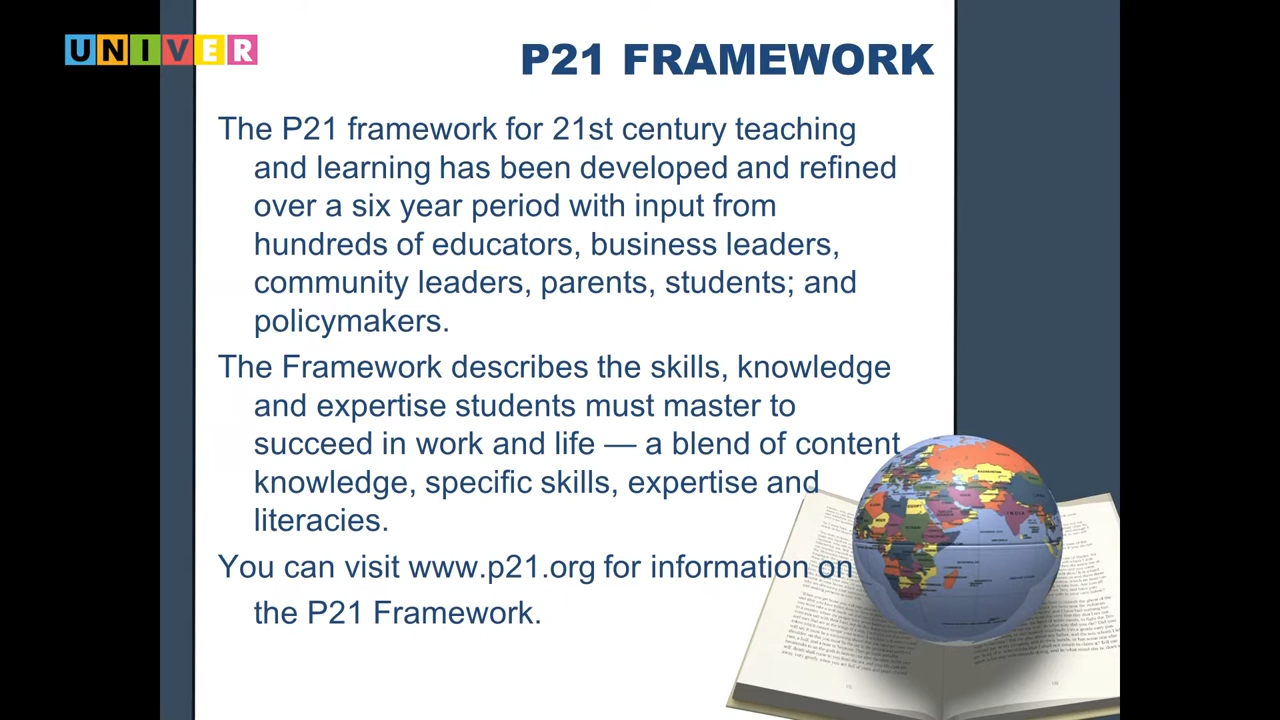 UNIVER
P21 FRAMEWORK
The P21 framework for 21st century teaching
and learning has been developed and refined
over a six year period with input from
hundreds of educators, business leaders,
community leaders, parents, students; and
policymakers.
The Framework describes the skills, knowledge
and expertise students must master to
succeed in work and life — a blend of content
knowledge, specific skills, expertise and
literacies.
You can visit www.p21.org for information on
the P21 Framework.
INDIA